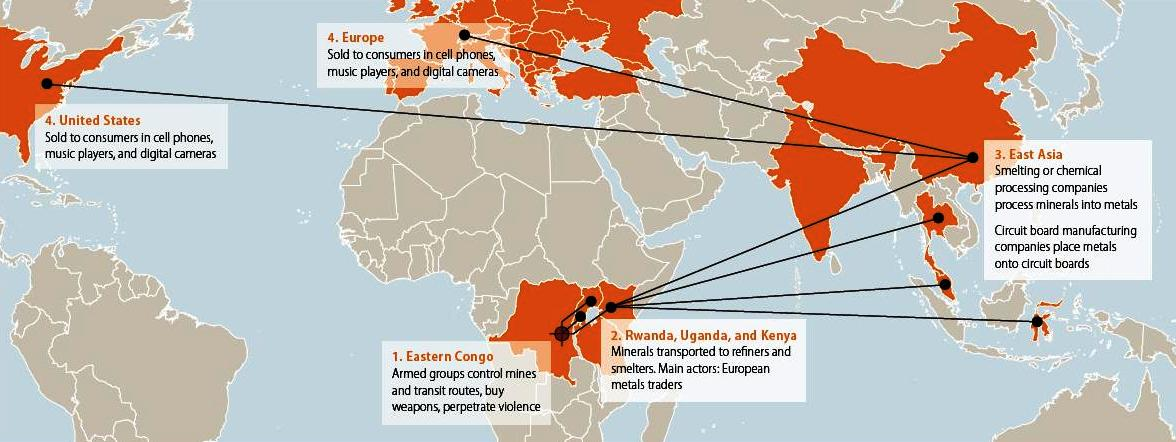 4. Europe
Sold to consumers in cell phones,
music players, and digital cameras
4. United States
Sold to consumers in cell phones,
music players, and digital cameras
3. East Asia
Smelting or chemical
processing companies
process minerals into metals
Circuit board manufacturing
companies place metals
onto circuit boards
2. Rwanda, Uganda, and Kenya
Minerals transported to refiners and
smelters. Main actors: European
metals traders
1. Eastern Congo
Armed groups control mines
and transit routes, buy
weapons, perpetrate violence